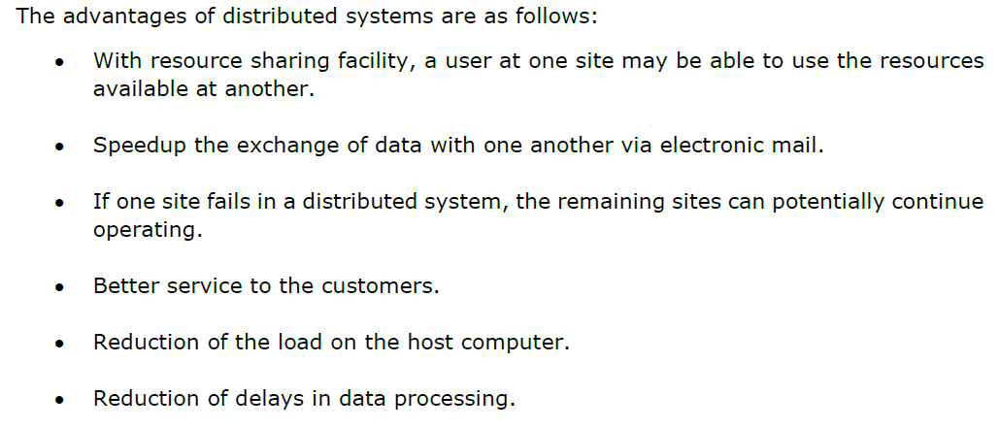 The advantages of distributed systems are as follows:
• With resource sharing facility, a user at one site may be able to use the resources
available at another.
• Speedup the exchange of data with one another via electronic mail.
• If one site fails in a distributed system, the remaining sites can potentially continue
operating.
• Better service to the customers.
• Reduction of the load on the host computer.
• Reduction of delays in data processing.